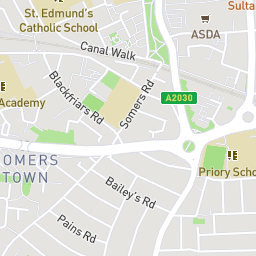 St. Edmund's
Catholic School
Sulta
ASDA
Canal Walk
Blackfriars Rd
Somers Rd
Academy
A2030
OMERS
TOWN
Priory Scho
Bailey's Rd
Pains Rd